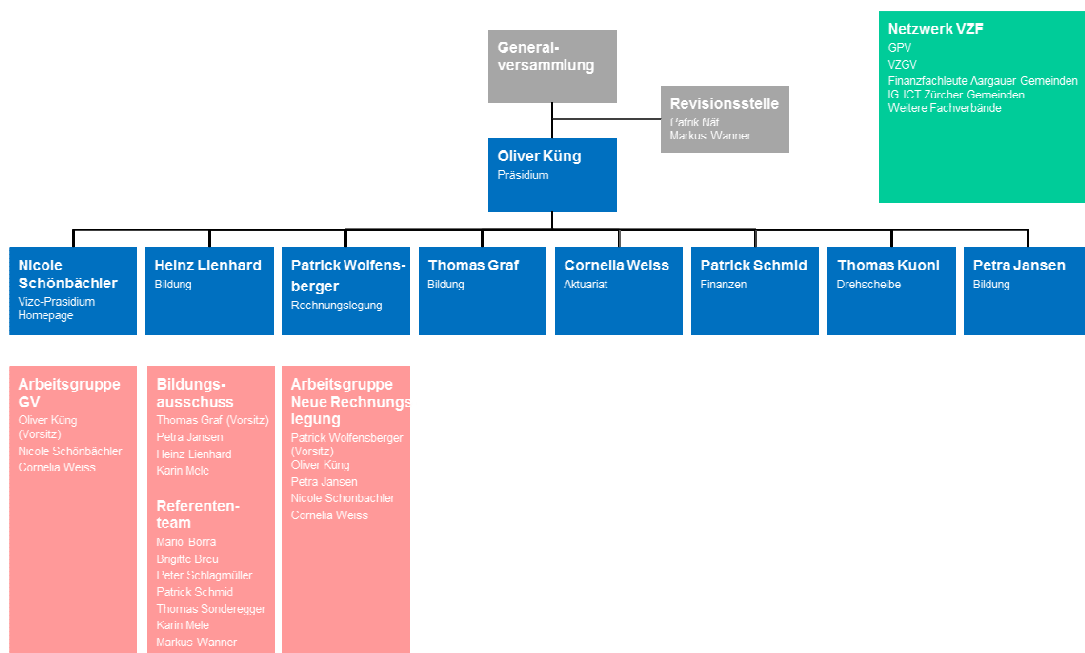 General-
versammlung
Revisionsstelle
Patrik Näf
Markus Wanner
Netzwerk VZF
GPV
VZGV
Finanzfachleute Aargauer Gemeinden
IG ICT Zürcher Gemeinden
Weitere Fachverbände
Oliver Küng
Präsidium
Nicole
Schönbächler
Vize-Präsidium
Homepage
Heinz Lienhard
Bildung
Patrick Wolfens-
berger
Rechnungslegung
Thomas Graf
Bildung
Cornelia Weiss
Aktuariat
Patrick Schmid
Finanzen
Thomas Kuoni
Drehscheibe
Petra Jansen
Bildung
Arbeitsgruppe
GV
Oliver Küng
(Vorsitz)
Nicole Schönbächler
Cornelia Weiss
Bildungs-
ausschuss
Thomas Graf (Vorsitz)
Petra Jansen
Heinz Lienhard
Karin Mele
Referenten-
team
Mario Borra
Brigitte Breu
Peter Schlagmüller
Patrick Schmid
Thomas Sonderegger
Karin Mele
Markus Wanner
Arbeitsgruppe
Neue Rechnungs
legung
Patrick Wolfensberger
(Vorsitz)
Oliver Küng
Petra Jansen
Nicole Schönbächler
Cornelia Weiss